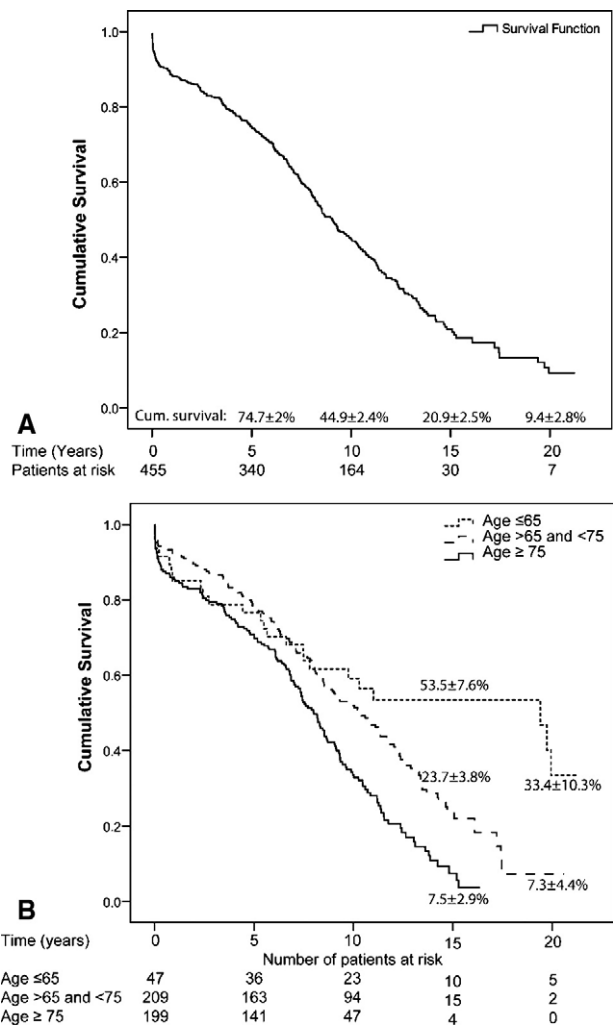 Survival Function
Cumulative Survival
1.0
0.8
0.6
0.4
0.2
0.0
Cum. survival: 74.7±2% 44.9±2.4% 20.9±2.5% 9.4±2.8%
A
Time (Years) 0 5 10 15 20
Patients at risk 455 340 164 30 7
Age ≤65
Age >65 and <75
Age ≥ 75
Cumulative Survival
1.0
0.8
0.6
0.4
0.2
0.0
53.5±7.6%
23.7±3.8%
33.4±10.3%
7.5±2.9%
7.3±4.4%
B
Time (years) 0 5 10 15 20
Number of patients at risk
Age ≤65 47 36 23 10 5
Age >65 and <75 209 163 94 15 2
Age ≥ 75 199 141 47 4 0